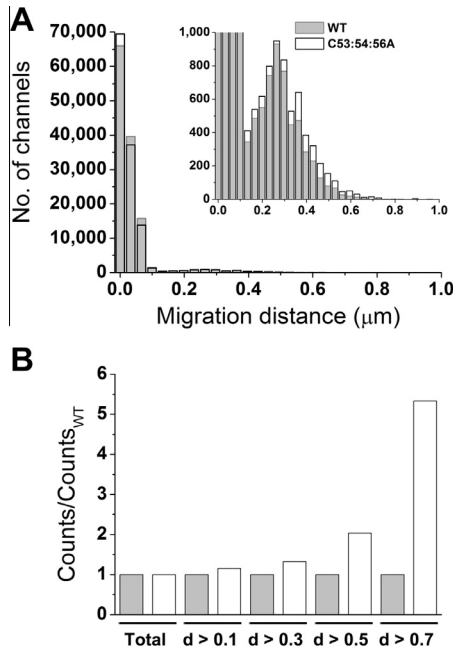 A
No. of channels
70,000
60,000
50,000
40,000
30,000
20,000
10,000
0
0.0 0.2 0.4 0.6 0.8 1.0
Migration distance (μm)
WT
C53:54:56A
1,000
800
600
400
200
0
0.0 0.2 0.4 0.6 0.8 1.0
B
Counts/CountsWT
6
5
4
3
2
1
0
Total d > 0.1 d > 0.3 d > 0.5 d > 0.7